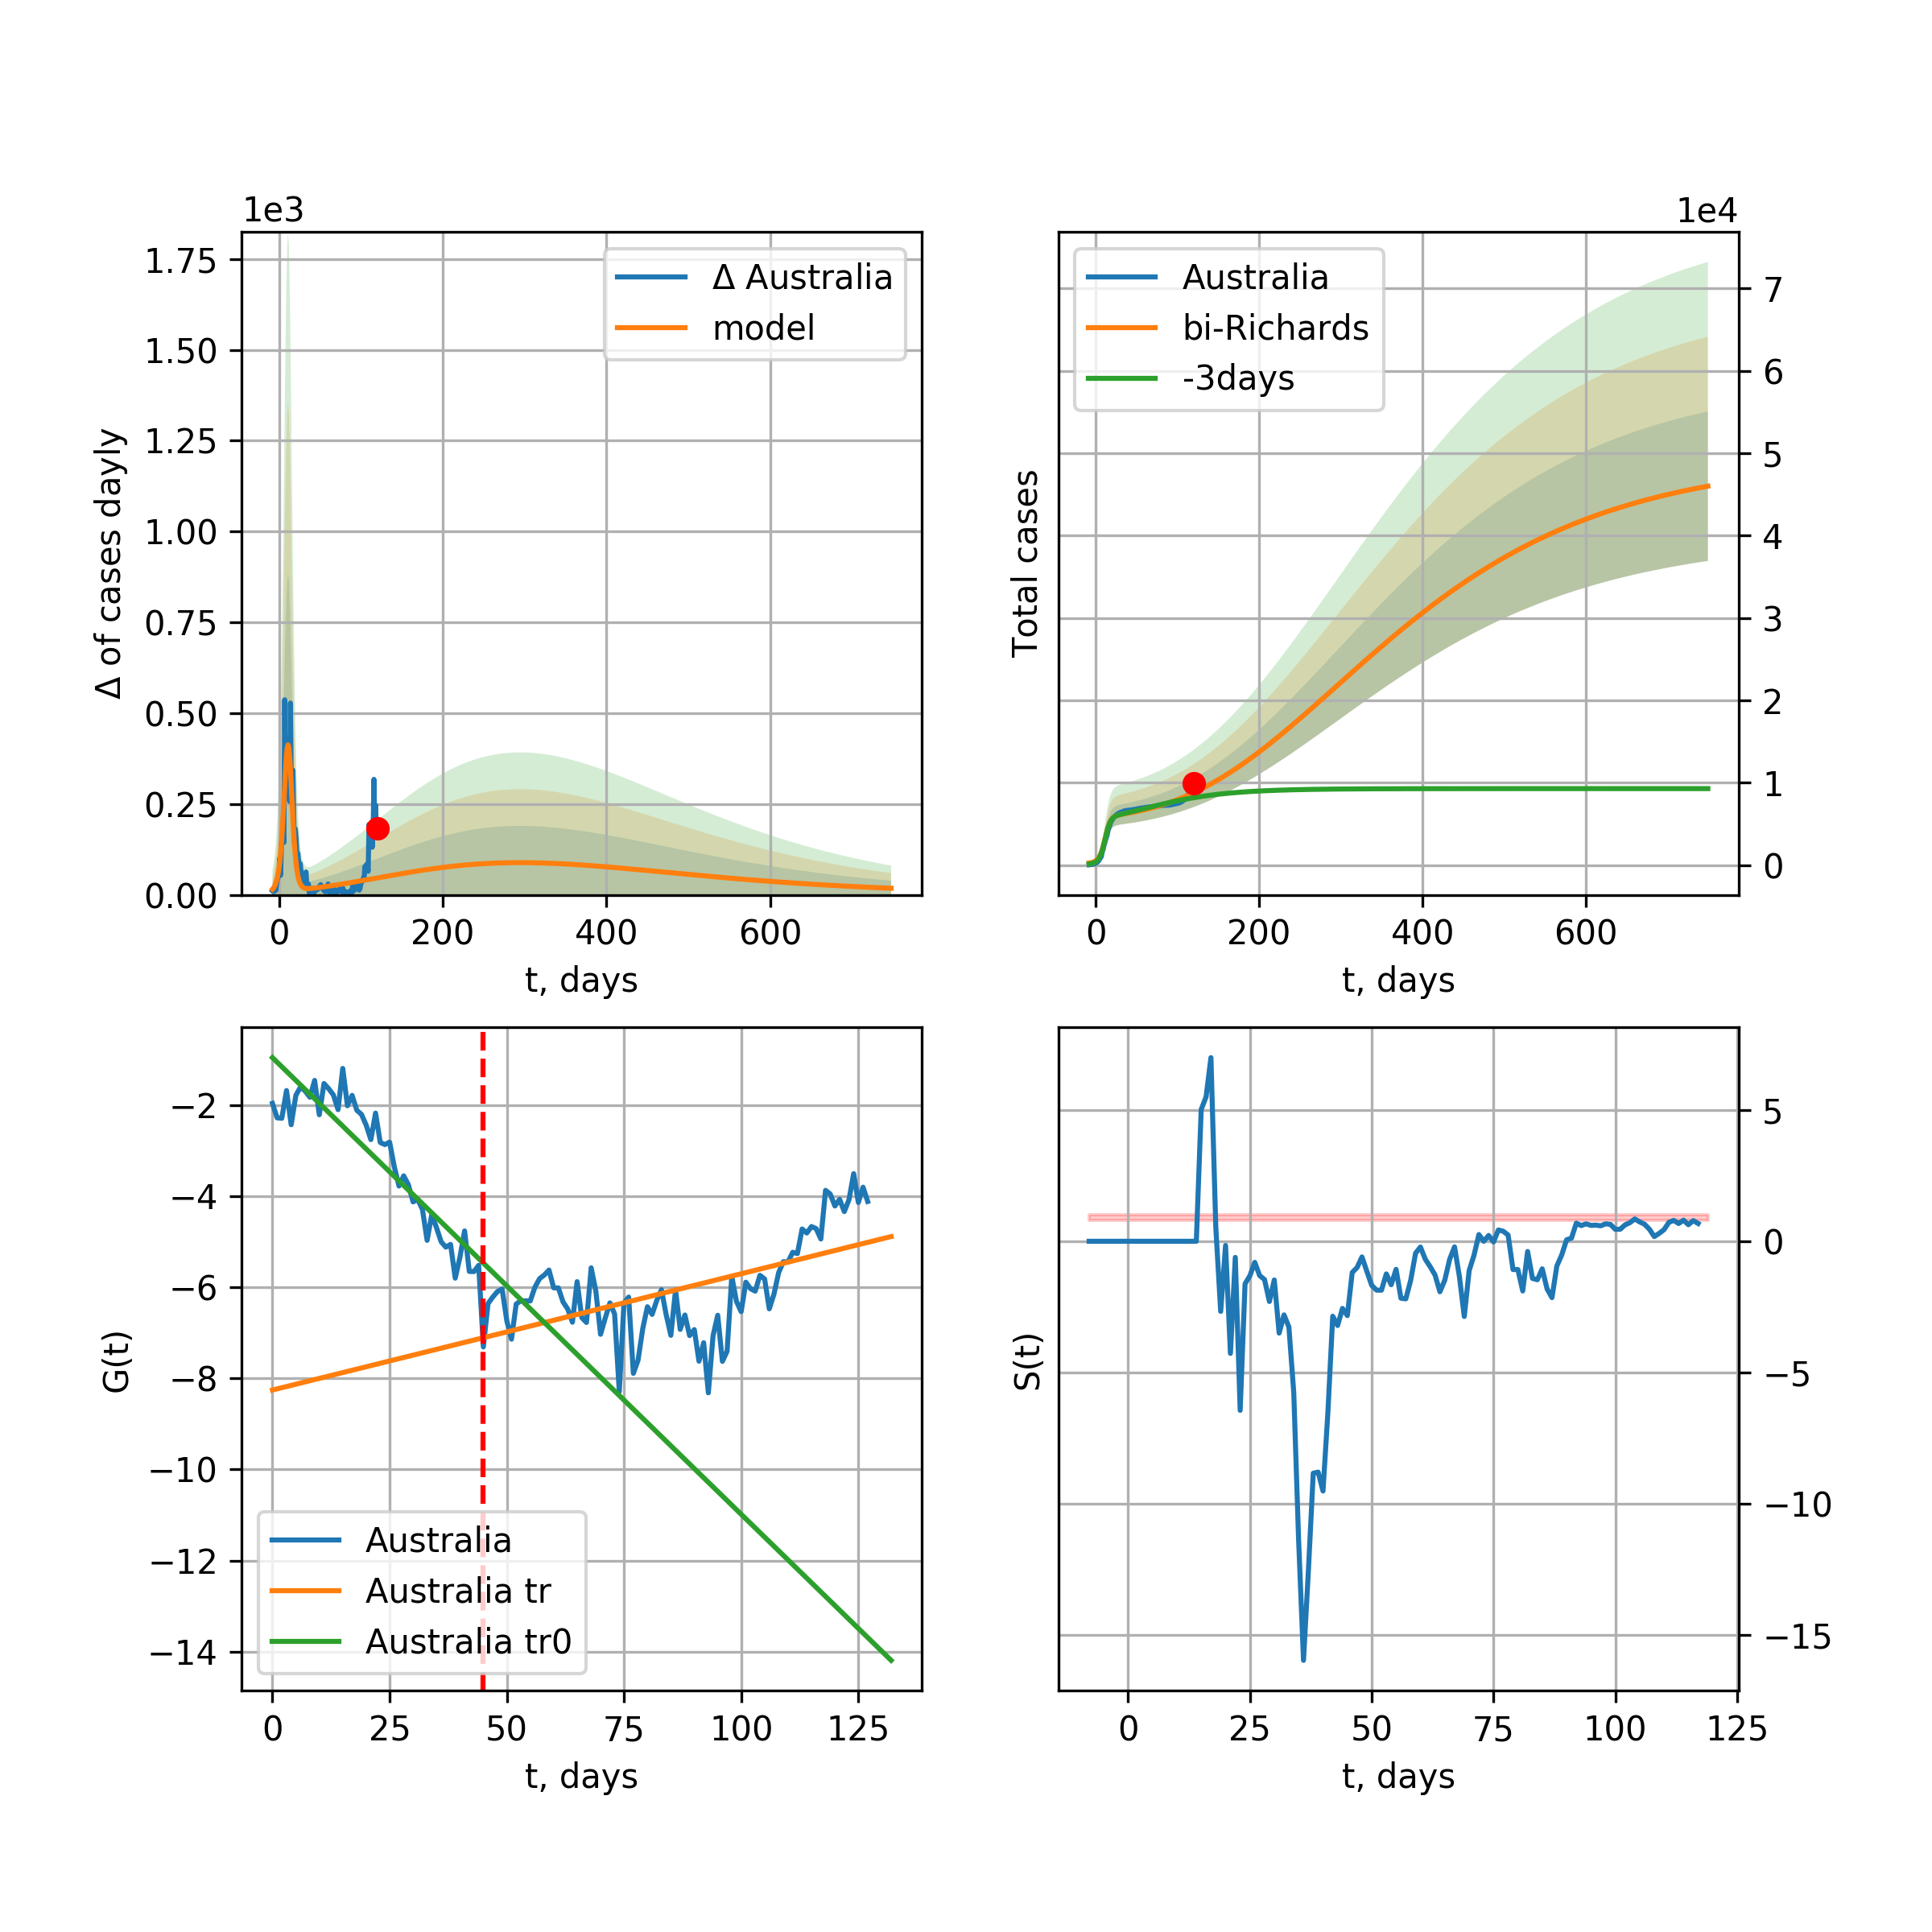 1e3
1.75
1.50
1.25
1.00
0.75
0.50
0.25
0.00
Δ of cases dayly
0 200 400 600
t, days
Δ Australia
model
1e4
7
6
5
4
3
2
1
0
Total cases
0 200 400 600
t, days
Australia
bi-Richards
-3days
−2
−4
−6
−8
−10
−12
−14
G(t)
0 25 50 75 100 125
t, days
Australia
Australia tr
Australia tr0
5
0
−5
−10
−15
S(t)
0 25 50 75 100 125
t, days